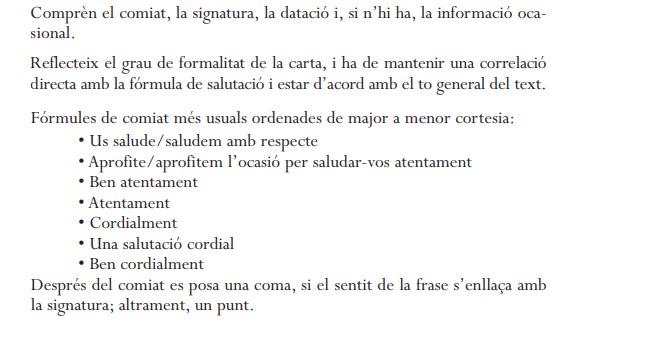 Comprèn el comiat, la signatura, la datació i, si n’hi ha, la informació oca-
sional.
Reflecteix el grau de formalitat de la carta, i ha de mantenir una correlació
directa amb la fórmula de salutació i estar d’acord amb el to general del text.
Fórmules de comiat més usuals ordenades de major a menor cortesia:
• Us salude/saludem amb respecte
• Aprofite/aprofitem l’ocasió per saludar-vos atentament
• Ben atentament
• Atentament
• Cordialment
• Una salutació cordial
• Ben cordialment
Després del comiat es posa una coma, si el sentit de la frase s’enllaça amb
la signatura; altrament, un punt.